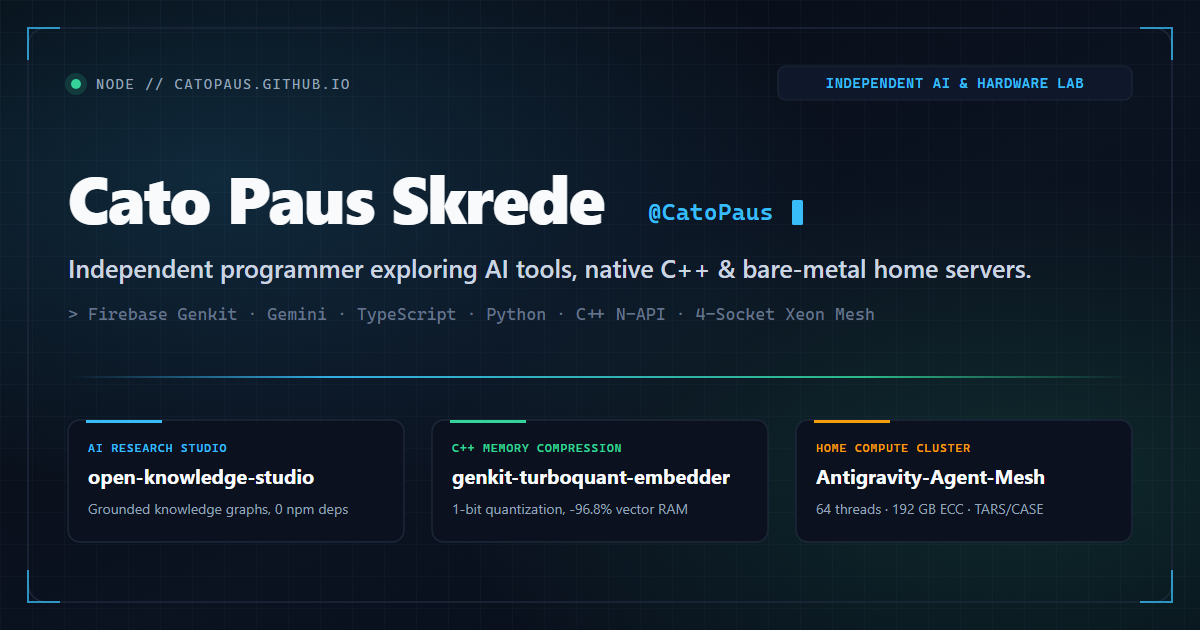 NODE // CATOPAUS.GITHUB.IO
INDEPENDENT AI & HARDWARE LAB
Cato Paus Skrede
@CatoPaus
Independent programmer exploring AI tools, native C++ & bare-metal home servers.
> Firebase Genkit · Gemini · TypeScript · Python · C++ N-API · 4-Socket Xeon Mesh
AI RESEARCH STUDIO
open-knowledge-studio
Grounded knowledge graphs, 0 npm deps
C++ MEMORY COMPRESSION
genkit-turboquant-embedder
1-bit quantization, -96.8% vector RAM
HOME COMPUTE CLUSTER
Antigravity-Agent-Mesh
64 threads · 192 GB ECC · TARS/CASE